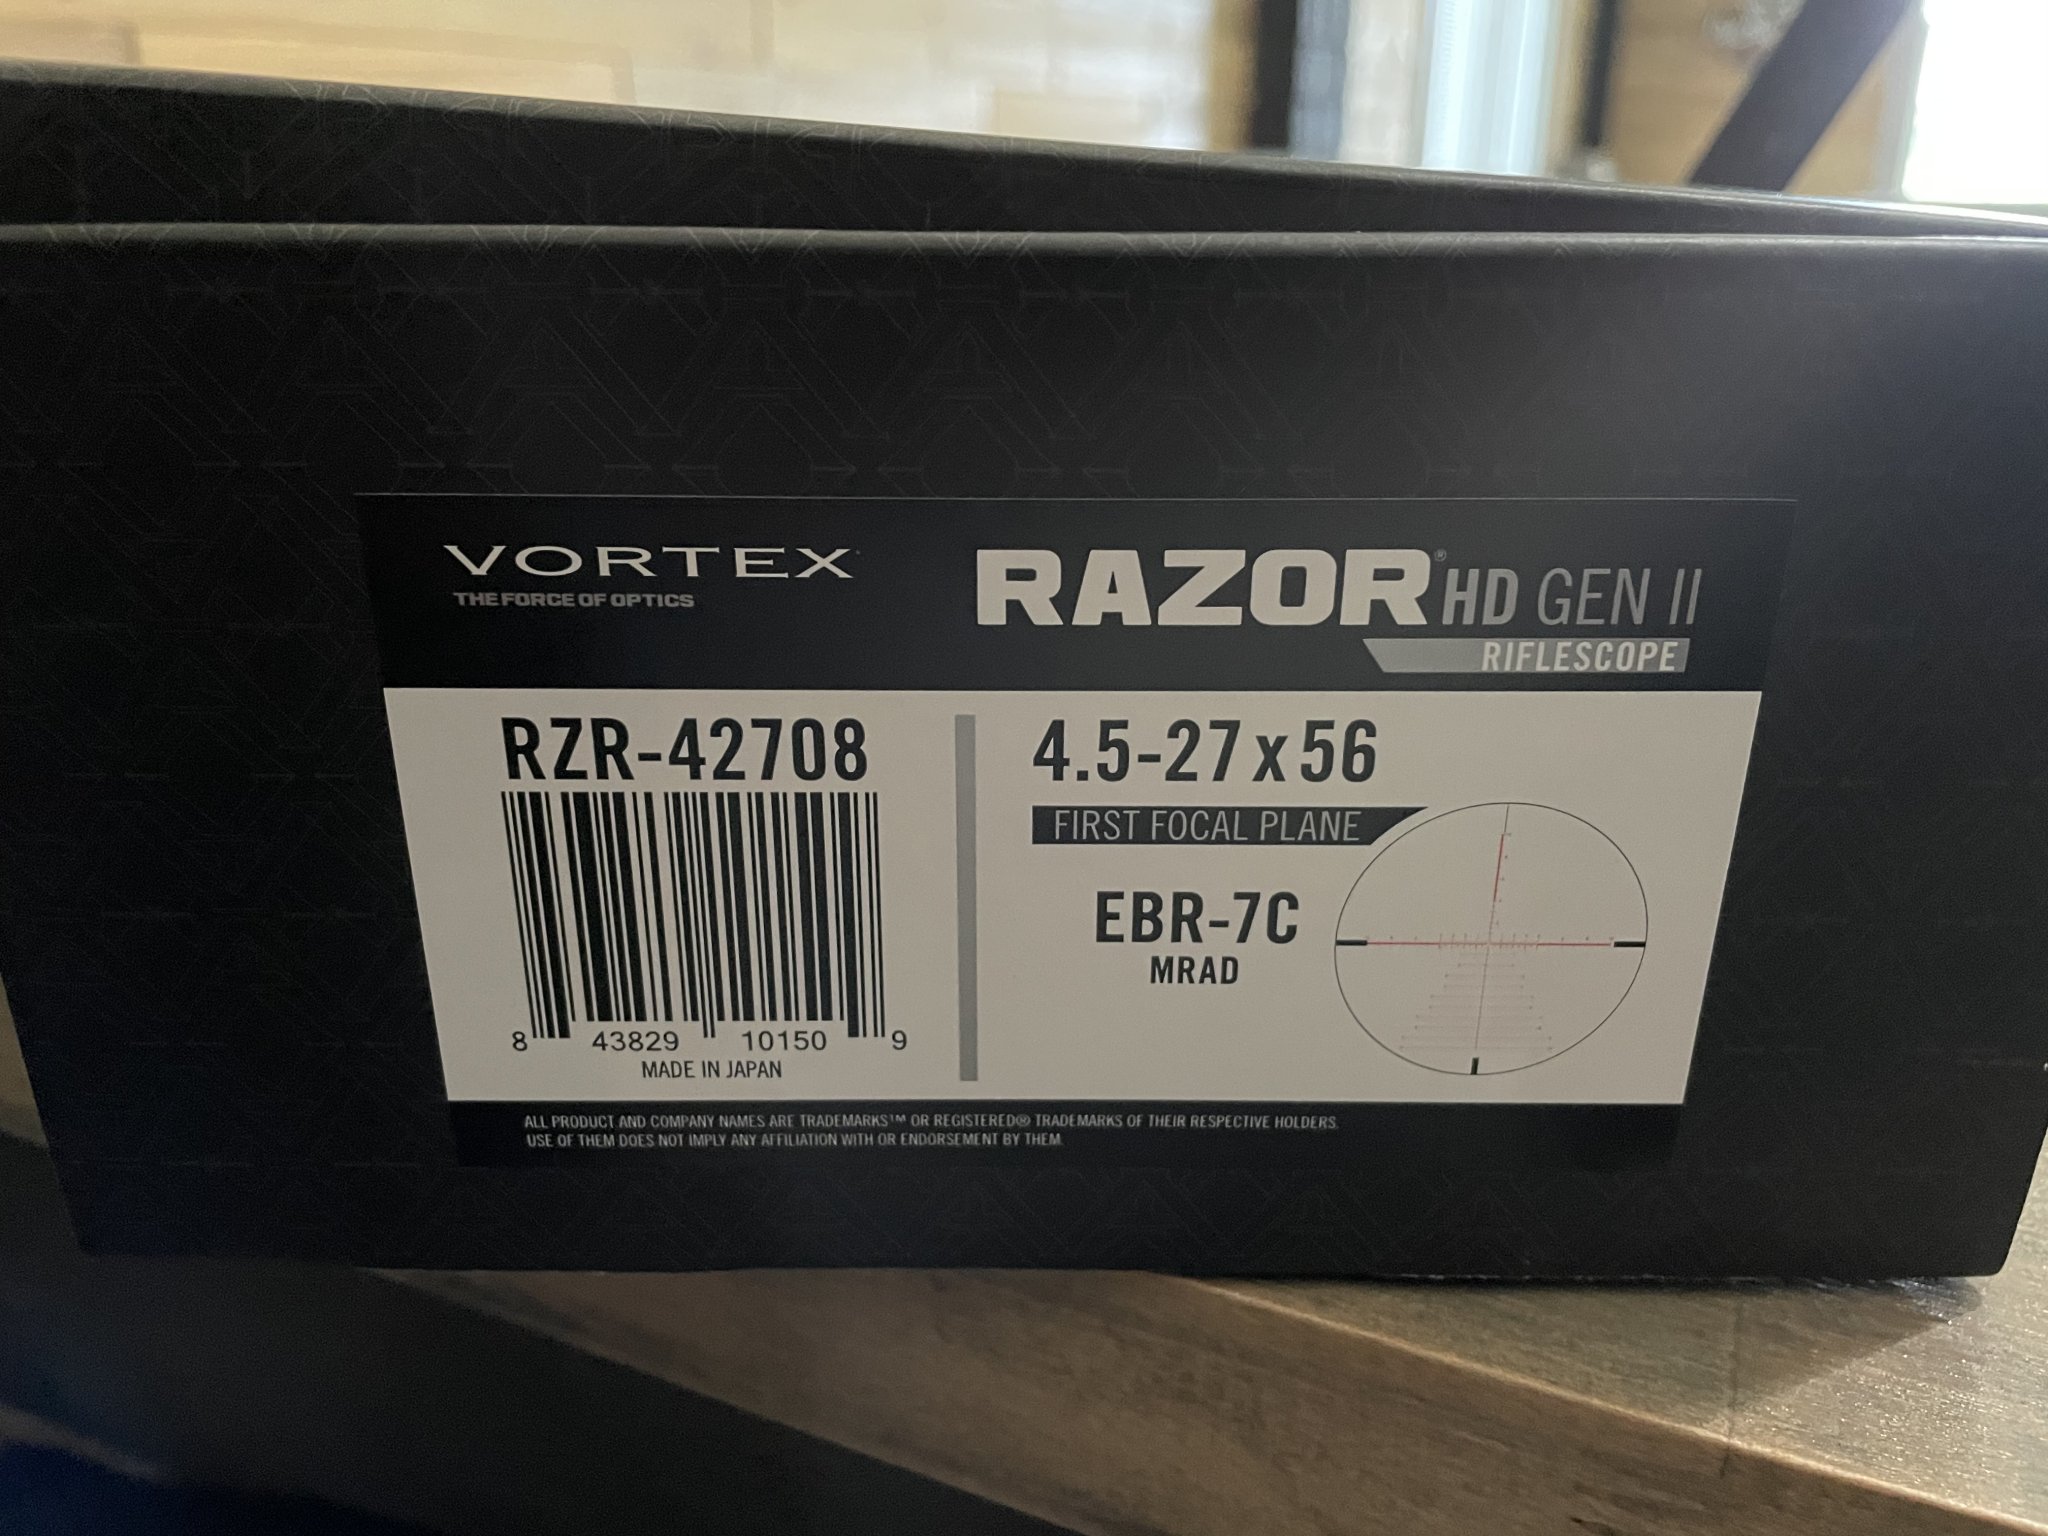 VORTEX
THE FORCE OF OPTICS
RAZOR® HD GEN II
RIFLESCOPE
RZR-42708
8 43829 10150 9
MADE IN JAPAN
4.5-27x56
FIRST FOCAL PLANE
EBR-7C
MRAD
ALL PRODUCT AND COMPANY NAMES ARE TRADEMARKS™ OR REGISTERED® TRADEMARKS OF THEIR RESPECTIVE HOLDERS.
USE OF THEM DOES NOT IMPLY ANY AFFILIATION WITH OR ENDORSEMENT BY THEM.